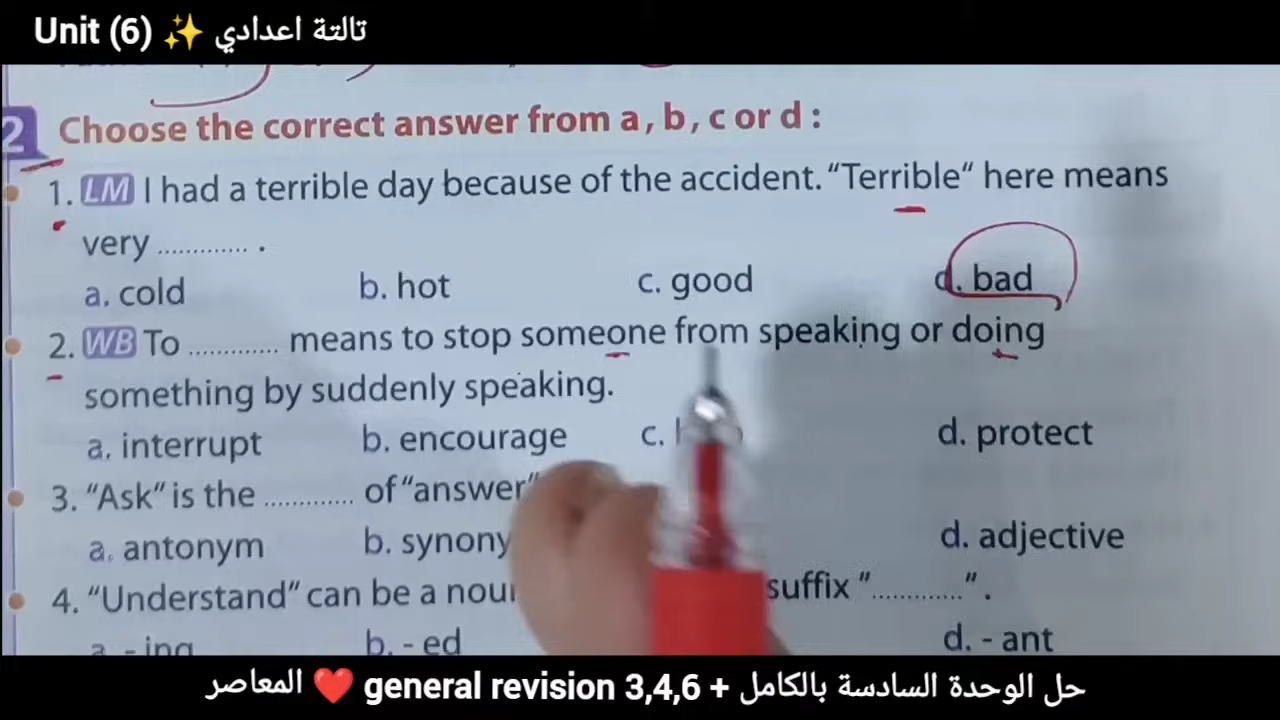 Unit (6) ✨ تالتة اعدادي
2 Choose the correct answer from a, b, c or d :
1. LM I had a terrible day because of the accident. “Terrible“ here means
very ............. .
a. cold b. hot c. good d. bad
2. WB To ............. means to stop someone from speaking or doing
something by suddenly speaking.
a. interrupt b. encourage c. d. protect
3. “Ask” is the ............. of “answer”
a. antonym b. d. adjective
4. “Understand” can be a suffix “.............” .
a. - ing b. - ed d. - ant
حل الوحدة السادسة بالكامل + general revision 3,4,6 ❤️ المعاصر